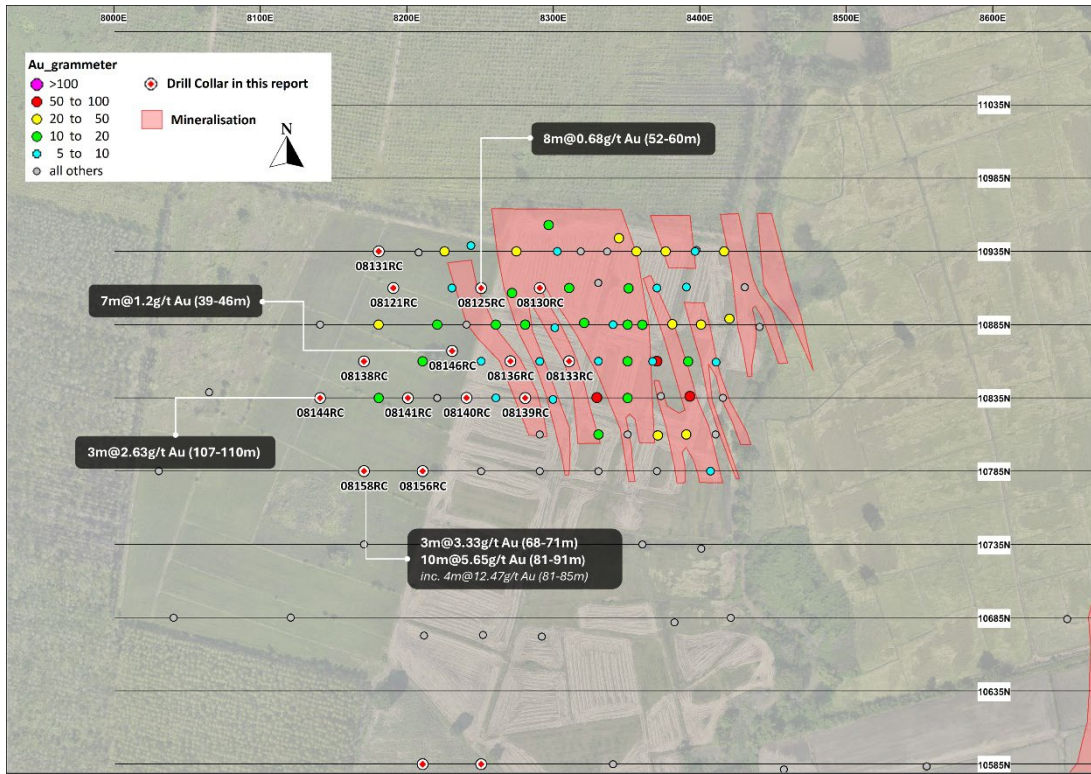 8000E
8100E
8200E
8300E
8400E
8500E
8600E
Au_grammeter
>100
50 to 100
20 to 50
10 to 20
5 to 10
all others
Drill Collar in this report
Mineralisation
N
11035N
8m@0.68g/t Au (52-60m)
10985N
10935N
08131RC
08121RC
08125RC
08130RC
7m@1.2g/t Au (39-46m)
10885N
08146RC
08138RC
08136RC
08133RC
10835N
08144RC
08141RC
08140RC
08139RC
3m@2.63g/t Au (107-110m)
10785N
08158RC
08156RC
3m@3.33g/t Au (68-71m)
10m@5.65g/t Au (81-91m)
inc. 4m@12.47g/t Au (81-85m)
10735N
10685N
10635N
10585N